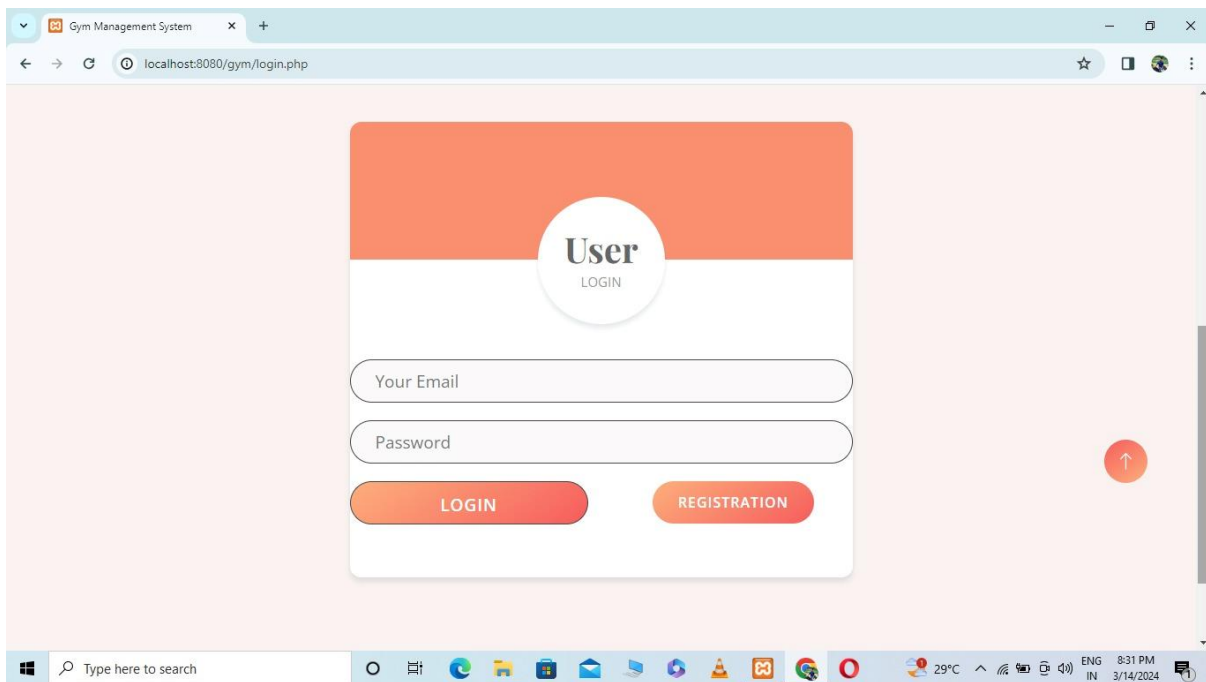 Gym Management System
localhost:8080/gym/login.php
User
LOGIN
Your Email
Password
LOGIN
REGISTRATION
Type here to search
29°C
ENG
IN
8:31 PM
3/14/2024
1